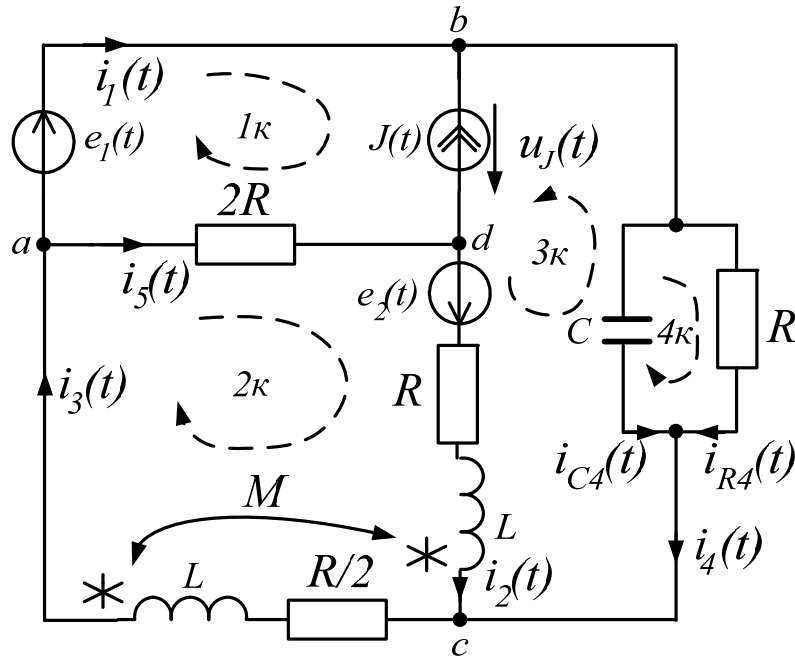 b
i1(t)
e1(t)
1к
J(t)
uJ(t)
2R
a
d
i5(t)
3к
e2(t)
C
4к
R
i3(t)
2к
R
iC4(t)
iR4(t)
M
L
i4(t)
L
R/2
i2(t)
c